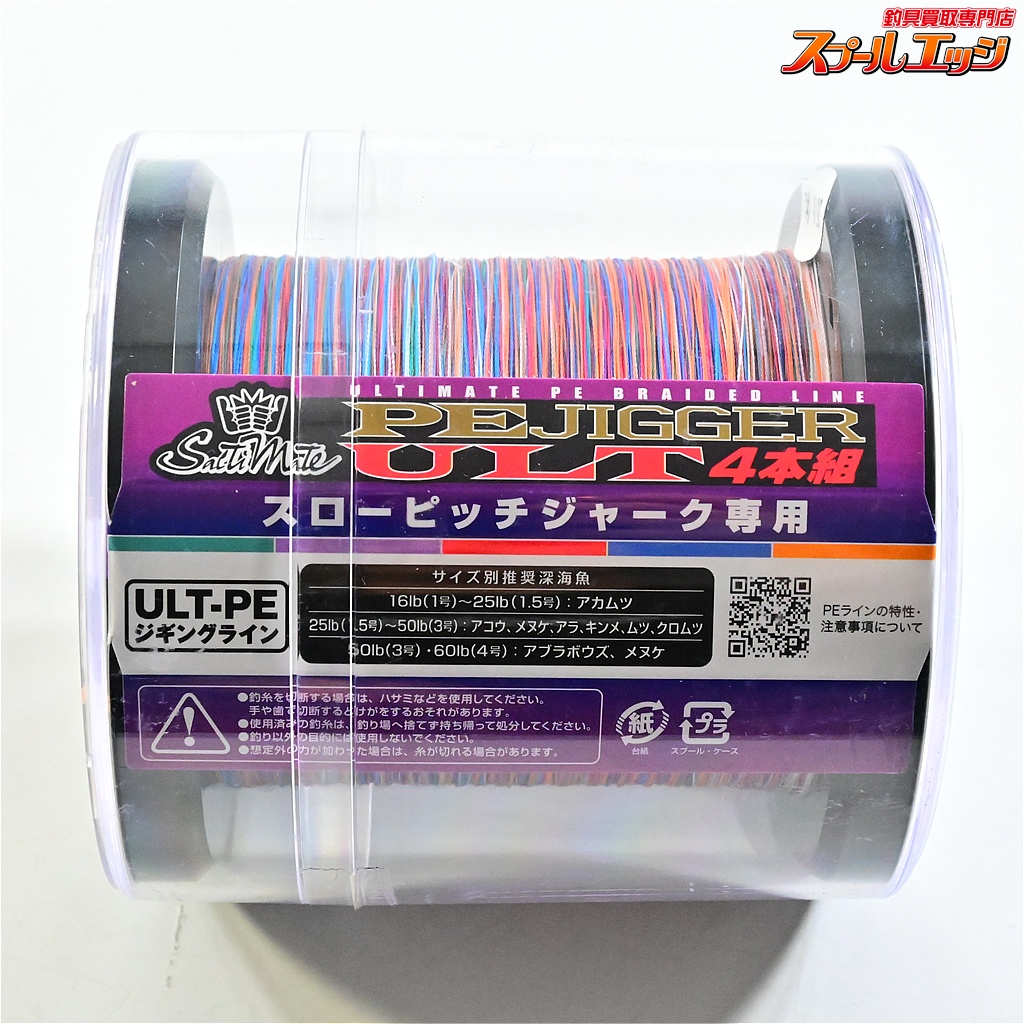 釣具買取専門店
スプールエッジ
ULTIMATE PE BRAIDED LINE
SaltiMate
PEJIGGER
ULT 4本組
スローピッチジャーク専用
ULT-PE
ジギングライン
サイズ別推奨深海魚
16lb(1号)～25lb(1.5号)：アカムツ
25lb(1.5号)～50lb(3号)：アコウ、メヌケ、アラ、キンメ、ムツ、クロムツ
50lb(3号)・60lb(4号)：アブラボウズ、メヌケ
PEラインの特性・
注意事項について
●釣糸を切断する場合は、ハサミなどを使用してください。
手や歯で切断するとけがをするおそれがあります。
●使用済みの釣糸は、釣り場へ捨てず持ち帰って処分してください。
●釣り以外の目的には使用しないでください。
●想定外の力が加わった場合は、糸が切れる場合があります。
紙
台紙
プラ
スプール・ケース